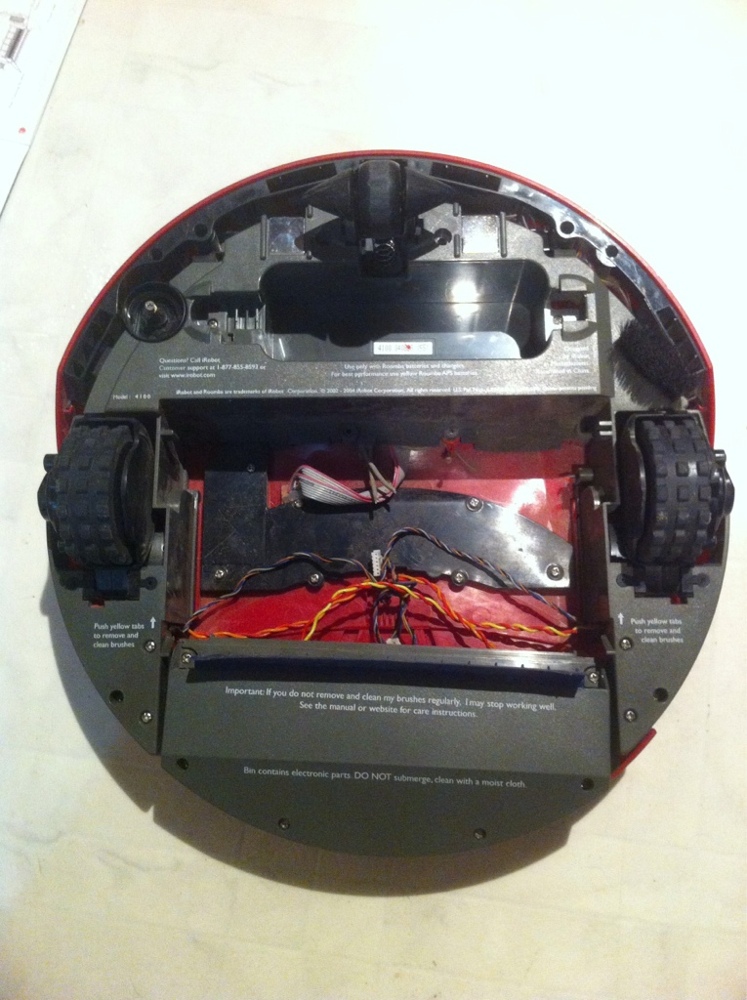 Questions? Call iRobot
Customer support at 1-877-855-8593 or
visit www.irobot.com
Use only with Roomba batteries and chargers.
For best performance use yellow Roomba APS batteries.
Model: 4100
iRobot and Roomba are trademarks of iRobot Corporation. © 2002 - 2004 iRobot Corporation. All rights reserved. U.S. Pat.
Push yellow tabs
to remove and
clean brushes
Push yellow tabs
to remove and
clean brushes
Important: If you do not remove and clean my brushes regularly, I may stop working well.
See the manual or website for care instructions.
Bin contains electronic parts. DO NOT submerge, clean with a moist cloth.